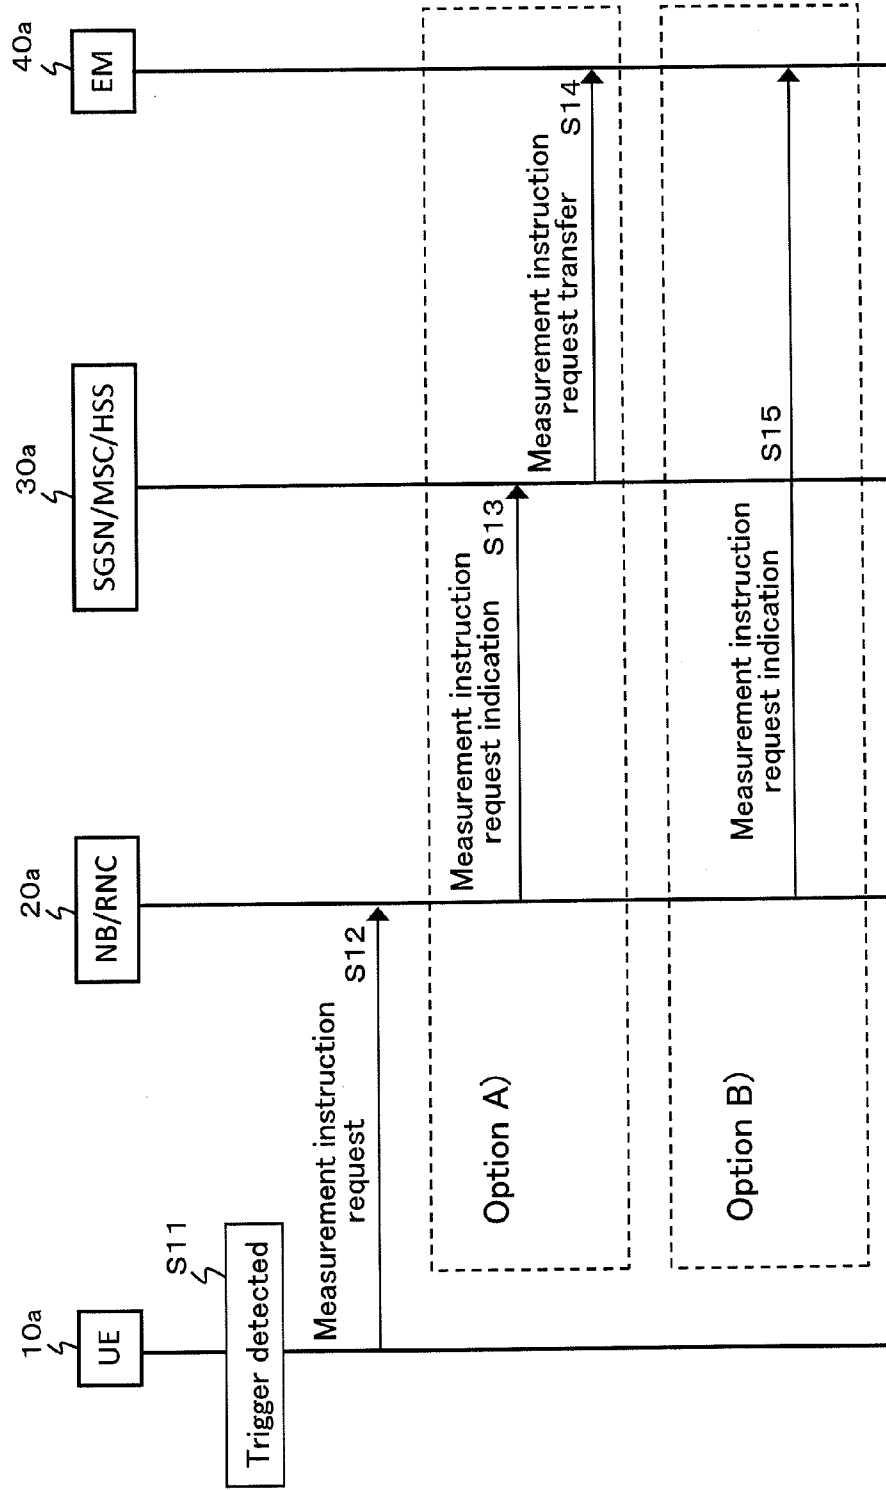 10a
20a
30a
40a
UE
NB/RNC
SGSN/MSC/HSS
EM
S11
Trigger detected
Measurement instruction
request
S12
Option A)
Measurement instruction
request indication
S13
Measurement instruction
request transfer
S14
Option B)
Measurement instruction
request indication
S15